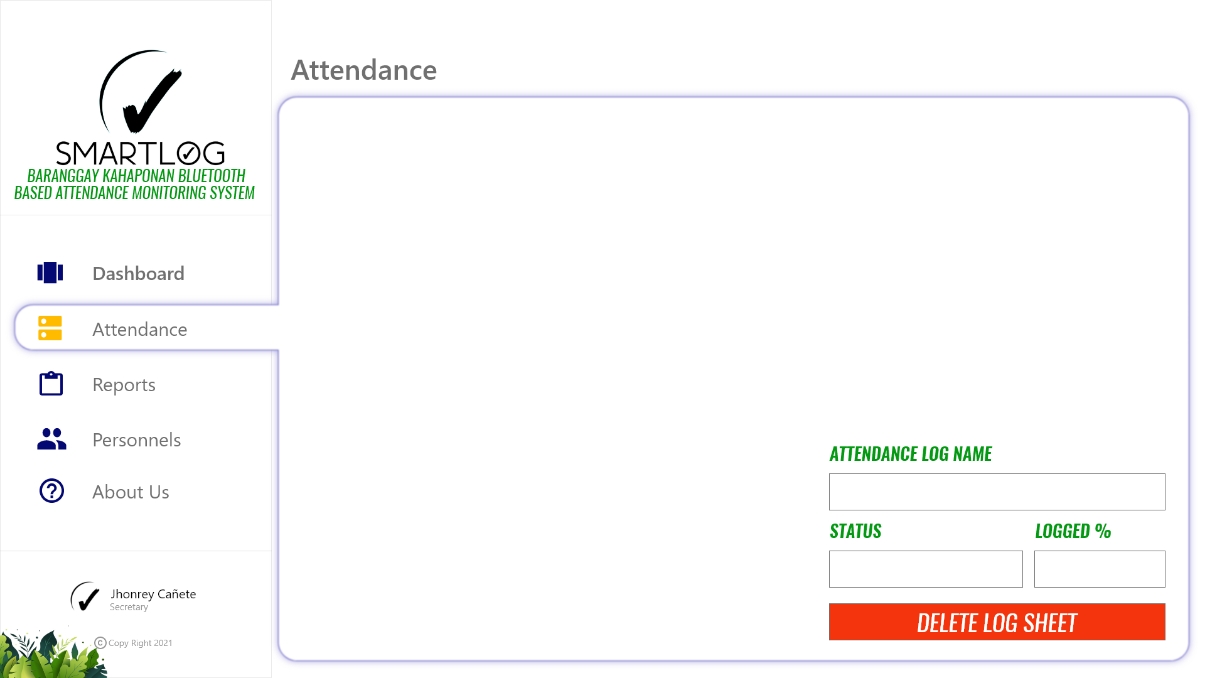 SMARTLOG
BARANGGAY KAHAPONAN BLUETOOTH
BASED ATTENDANCE MONITORING SYSTEM
Dashboard
Attendance
Reports
Personnels
About Us
Jhonrey Cañete
Secretary
© Copy Right 2021
Attendance
ATTENDANCE LOG NAME
STATUS LOGGED %
DELETE LOG SHEET